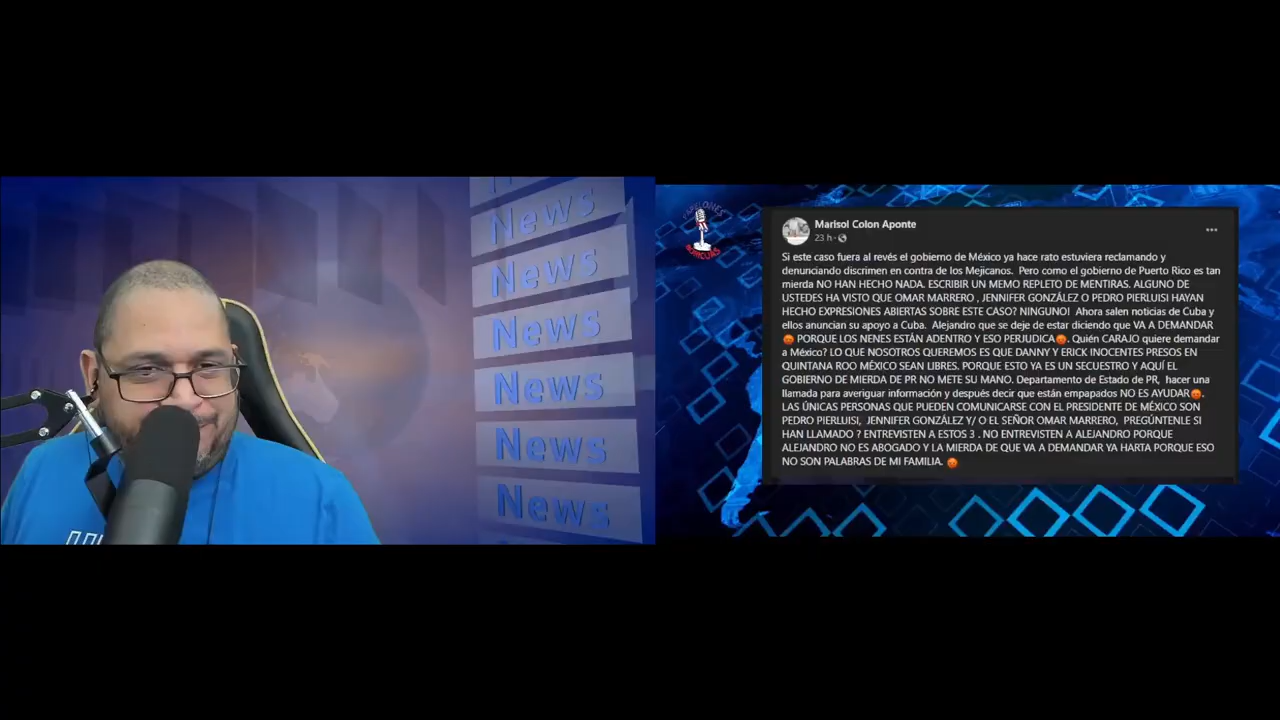 News
News
News
News
News
News
BORICUAS
Marisol Colon Aponte
23 h ·
Si este caso fuera al revés el gobierno de México ya hace rato estuviera reclamando y
denunciando discrimen en contra de los Mejicanos. Pero como el gobierno de Puerto Rico es tan
mierda NO HAN HECHO NADA. ESCRIBIR UN MEMO REPLETO DE MENTIRAS. ALGUNO DE
USTEDES HA VISTO QUE OMAR MARRERO , JENNIFER GONZÁLEZ O PEDRO PIERLUISI HAYAN
HECHO EXPRESIONES ABIERTAS SOBRE ESTE CASO? NINGUNO! Ahora salen noticias de Cuba y
ellos anuncian su apoyo a Cuba. Alejandro que se deje de estar diciendo que VA A DEMANDAR
😡 PORQUE LOS NENES ESTÁN ADENTRO Y ESO PERJUDICA😡. Quién CARAJO quiere demandar
a México? LO QUE NOSOTROS QUEREMOS ES QUE DANNY Y ERICK INOCENTES PRESOS EN
QUINTANA ROO MÉXICO SEAN LIBRES. PORQUE ESTO YA ES UN SECUESTRO Y AQUÍ EL
GOBIERNO DE MIERDA DE PR NO METE SU MANO. Departamento de Estado de PR, hacer una
llamada para averiguar información y después decir que están empapados NO ES AYUDAR😡.
LAS ÚNICAS PERSONAS QUE PUEDEN COMUNICARSE CON EL PRESIDENTE DE MÉXICO SON
PEDRO PIERLUISI, JENNIFER GONZÁLEZ Y/ O EL SEÑOR OMAR MARRERO, PREGÚNTENLE SI
HAN LLAMADO ? ENTREVISTEN A ESTOS 3 . NO ENTREVISTEN A ALEJANDRO PORQUE
ALEJANDRO NO ES ABOGADO Y LA MIERDA DE QUE VA A DEMANDAR YA HARTA PORQUE ESO
NO SON PALABRAS DE MI FAMILIA. 😡